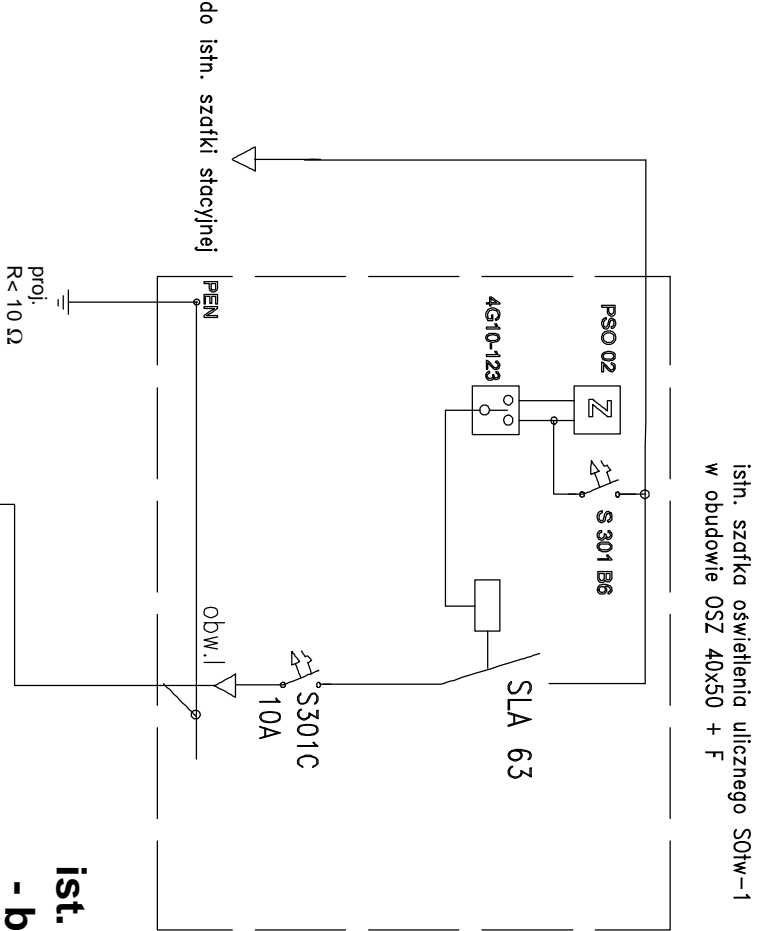 istn. szafka oświetlenia ulicznego SOtw-1
w obudowie OSZ 40x50 + F
PSO 02
Z
S 301 B6
4G10-123
SLA 63
do istn. szafki stacyjnej
PEN
obw.I
S301C
10A
proj.
R< 10 Ω
ist.
- b